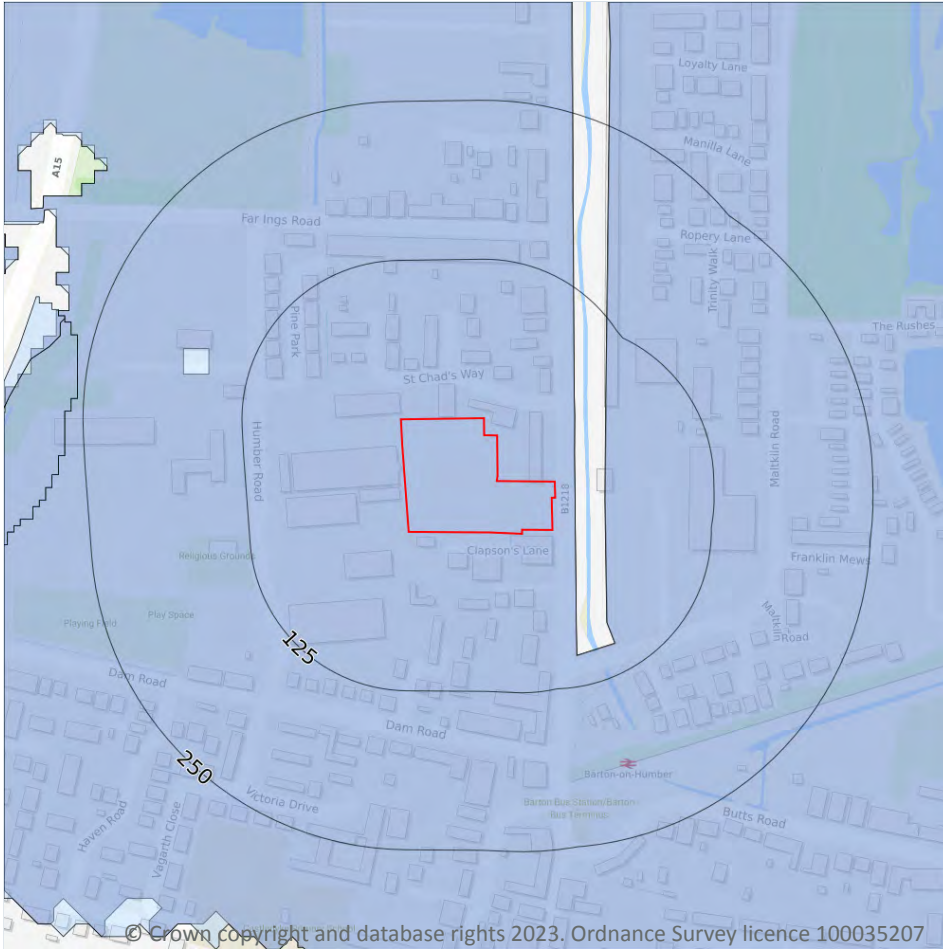 Loyalty Lane
A15
Manilla Lane
Far Ings Road
Ropery Lane
Trinity Walk
Pine Park
The Rushes
St Chad's Way
Humber Road
Maltkiln Road
B1218
Clapson's Lane
Religious Grounds
Franklin Mews
Play Space
Playing Field
Maltkiln
Road
125
Dam Road
Dam Road
250
Barton-on-Humber
Victoria Drive
Barton Bus Station/Barton
Bus Terminus
Butts Road
Haven Road
Vagarth Close
© Crown copyright and database rights 2023. Ordnance Survey licence 100035207